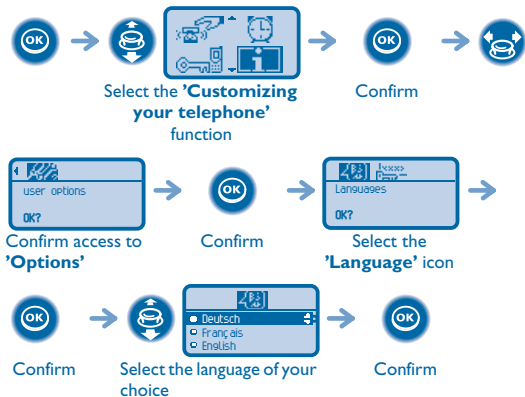 OK
OK
Select the ’Customizing
your telephone’
function
Confirm
user options
OK?
OK
Languages
OK?
Confirm access to
’Options’
Confirm
Select the
’Language’ icon
OK
Deutsch
Français
English
OK
Confirm
Select the language of your
choice
Confirm